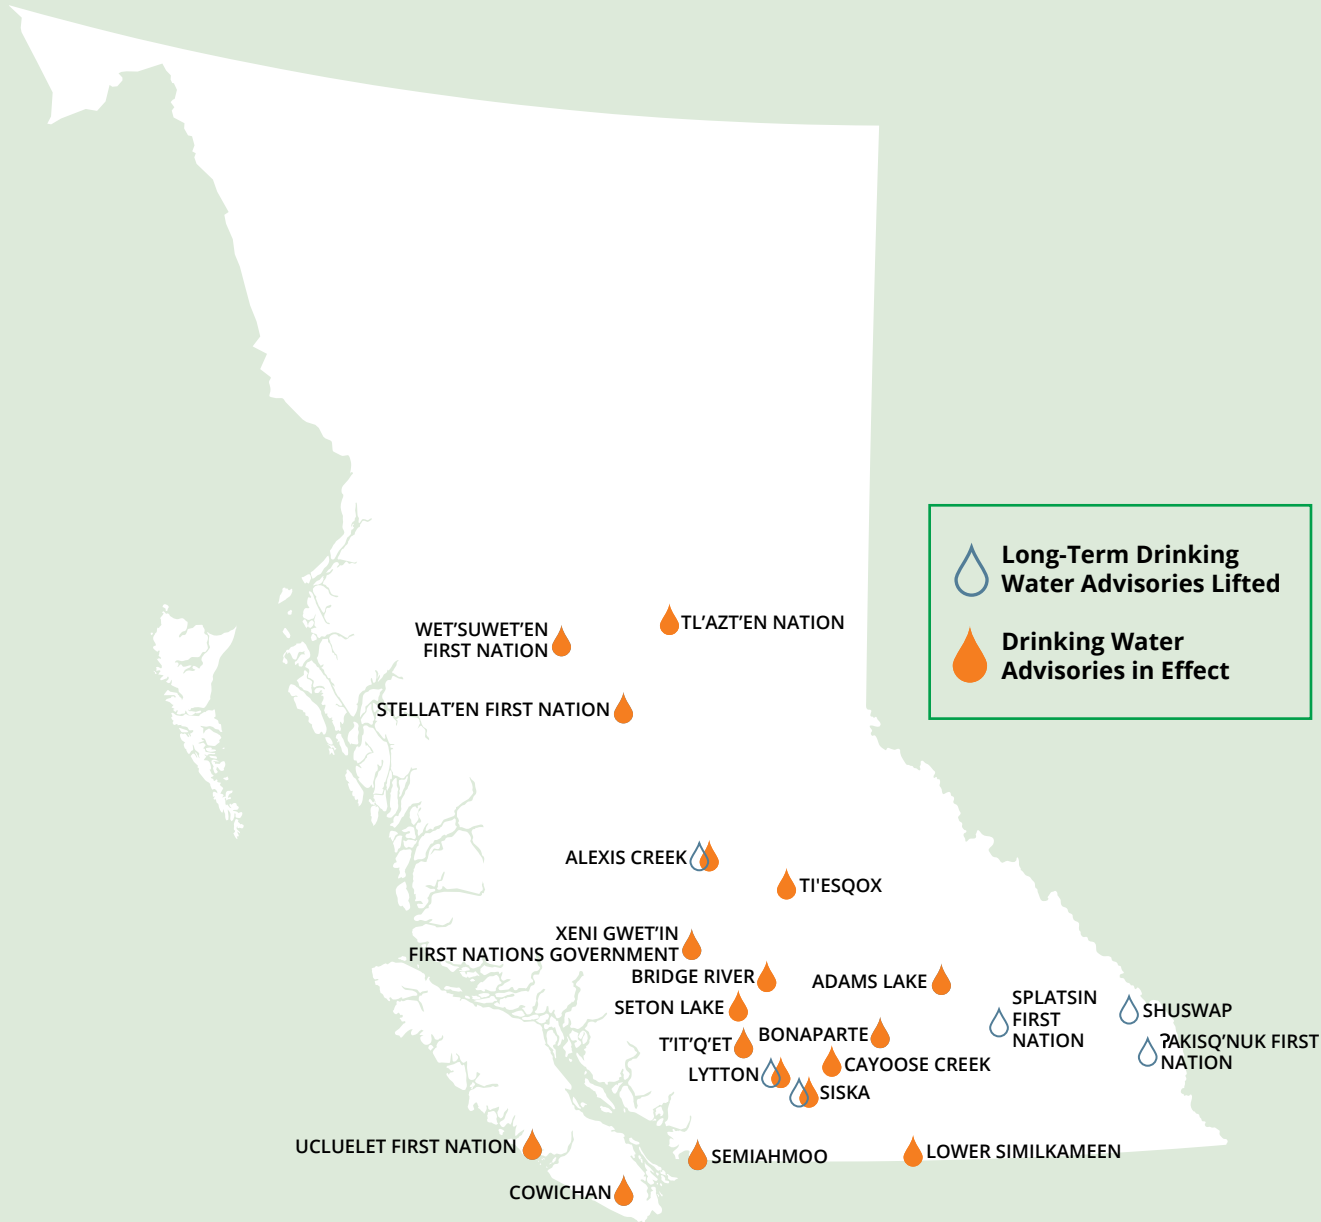 Long-Term Drinking
Water Advisories Lifted
Drinking Water
Advisories in Effect
WET'SUWET'EN
FIRST NATION
TL'AZT'EN NATION
STELLAT'EN FIRST NATION
ALEXIS CREEK
TI'ESQOX
XENI GWET'IN
FIRST NATIONS GOVERNMENT
BRIDGE RIVER
ADAMS LAKE
SETON LAKE
SPLATSIN
FIRST
NATION
SHUSWAP
T'IT'Q'ET
BONAPARTE
ʔAKISQ'NUK FIRST
NATION
CAYOOSE CREEK
LYTTON
SISKA
UCLUELET FIRST NATION
SEMIAHMOO
LOWER SIMILKAMEEN
COWICHAN